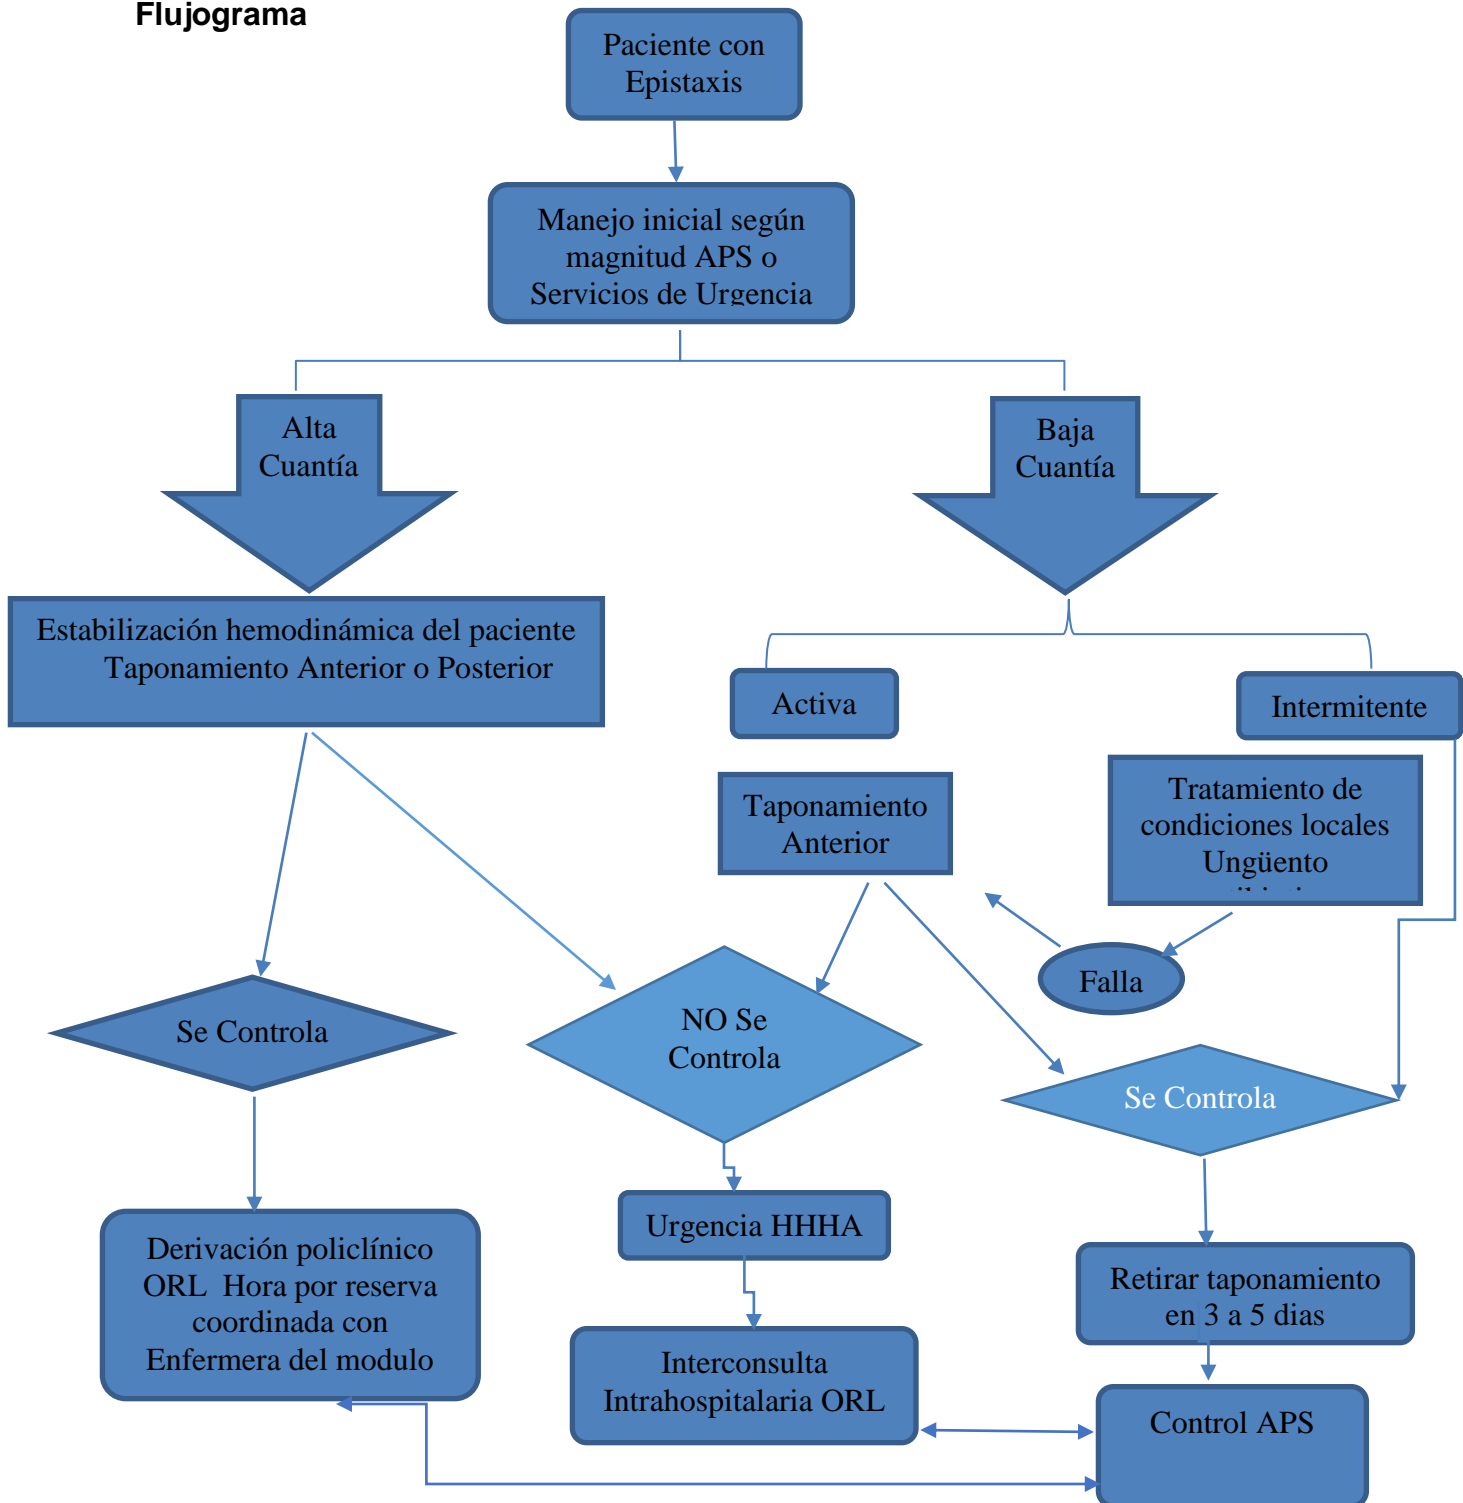 Flujograma
Paciente con
Epistaxis
Manejo inicial según
magnitud APS o
Servicios de Urgencia
Alta
Cuantía
Baja
Cuantía
Estabilización hemodinámica del paciente
Taponamiento Anterior o Posterior
Activa
Intermitente
Taponamiento
Anterior
Tratamiento de
condiciones locales
Ungüento
Falla
Se Controla
NO Se
Controla
Se Controla
Urgencia HHHA
Derivación policlínico
ORL  Hora por reserva
coordinada con
Enfermera del modulo
Retirar taponamiento
en 3 a 5 dias
Interconsulta
Intrahospitalaria ORL
Control APS